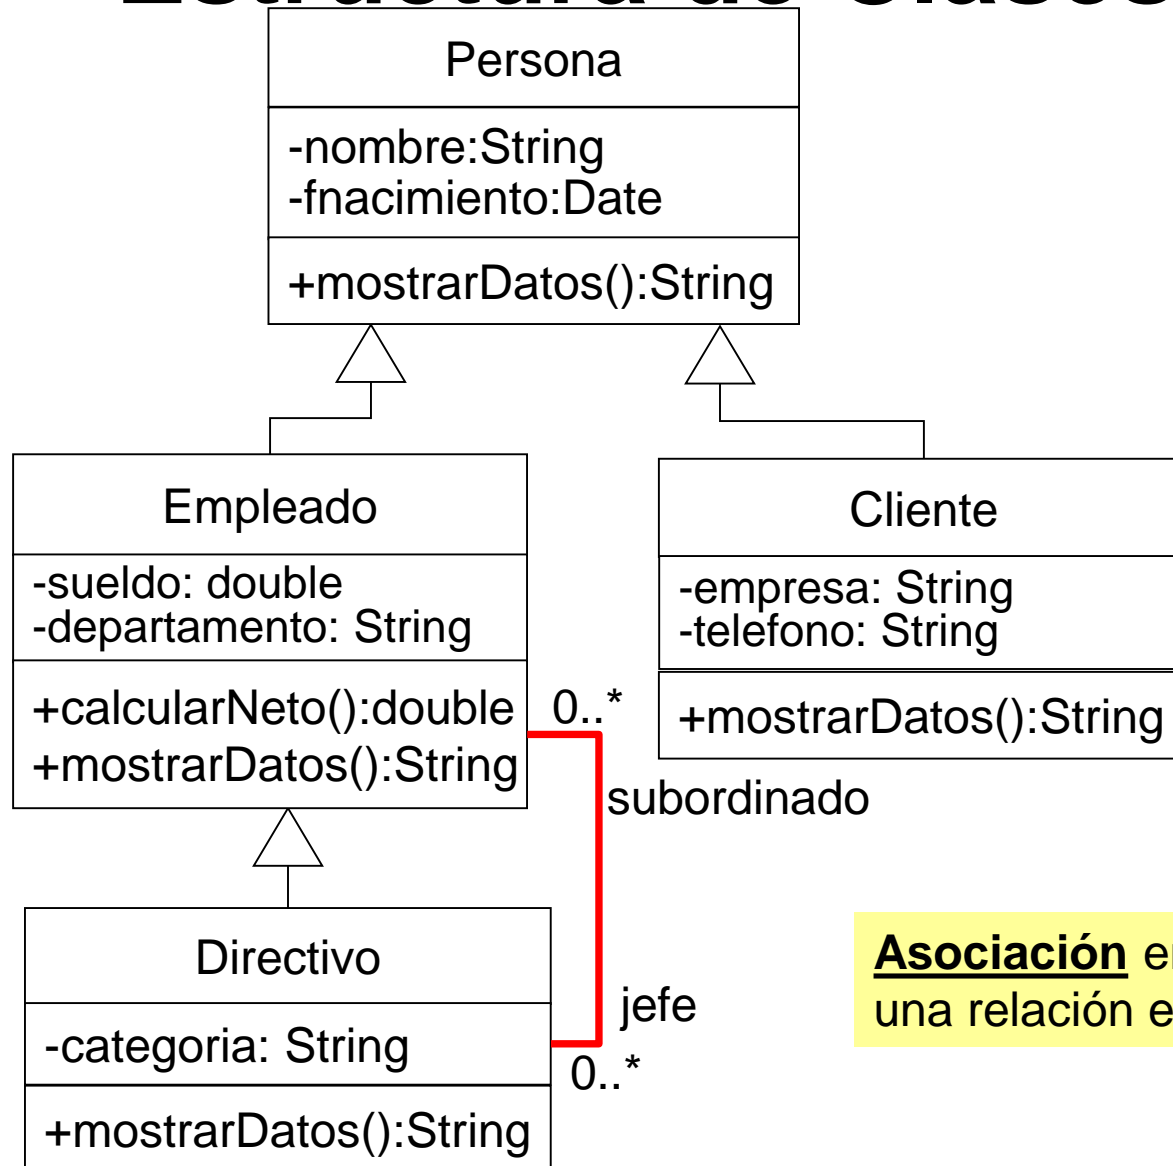 Persona
-nombre:String
-fnacimiento:Date
+mostrarDatos():String
Empleado
-sueldo: double
-departamento: String
+calcularNeto():double
+mostrarDatos():String
Cliente
-empresa: String
-telefono: String
+mostrarDatos():String
0..*
subordinado
Directivo
-categoria: String
+mostrarDatos():String
jefe
0..*
Asociación
una relación